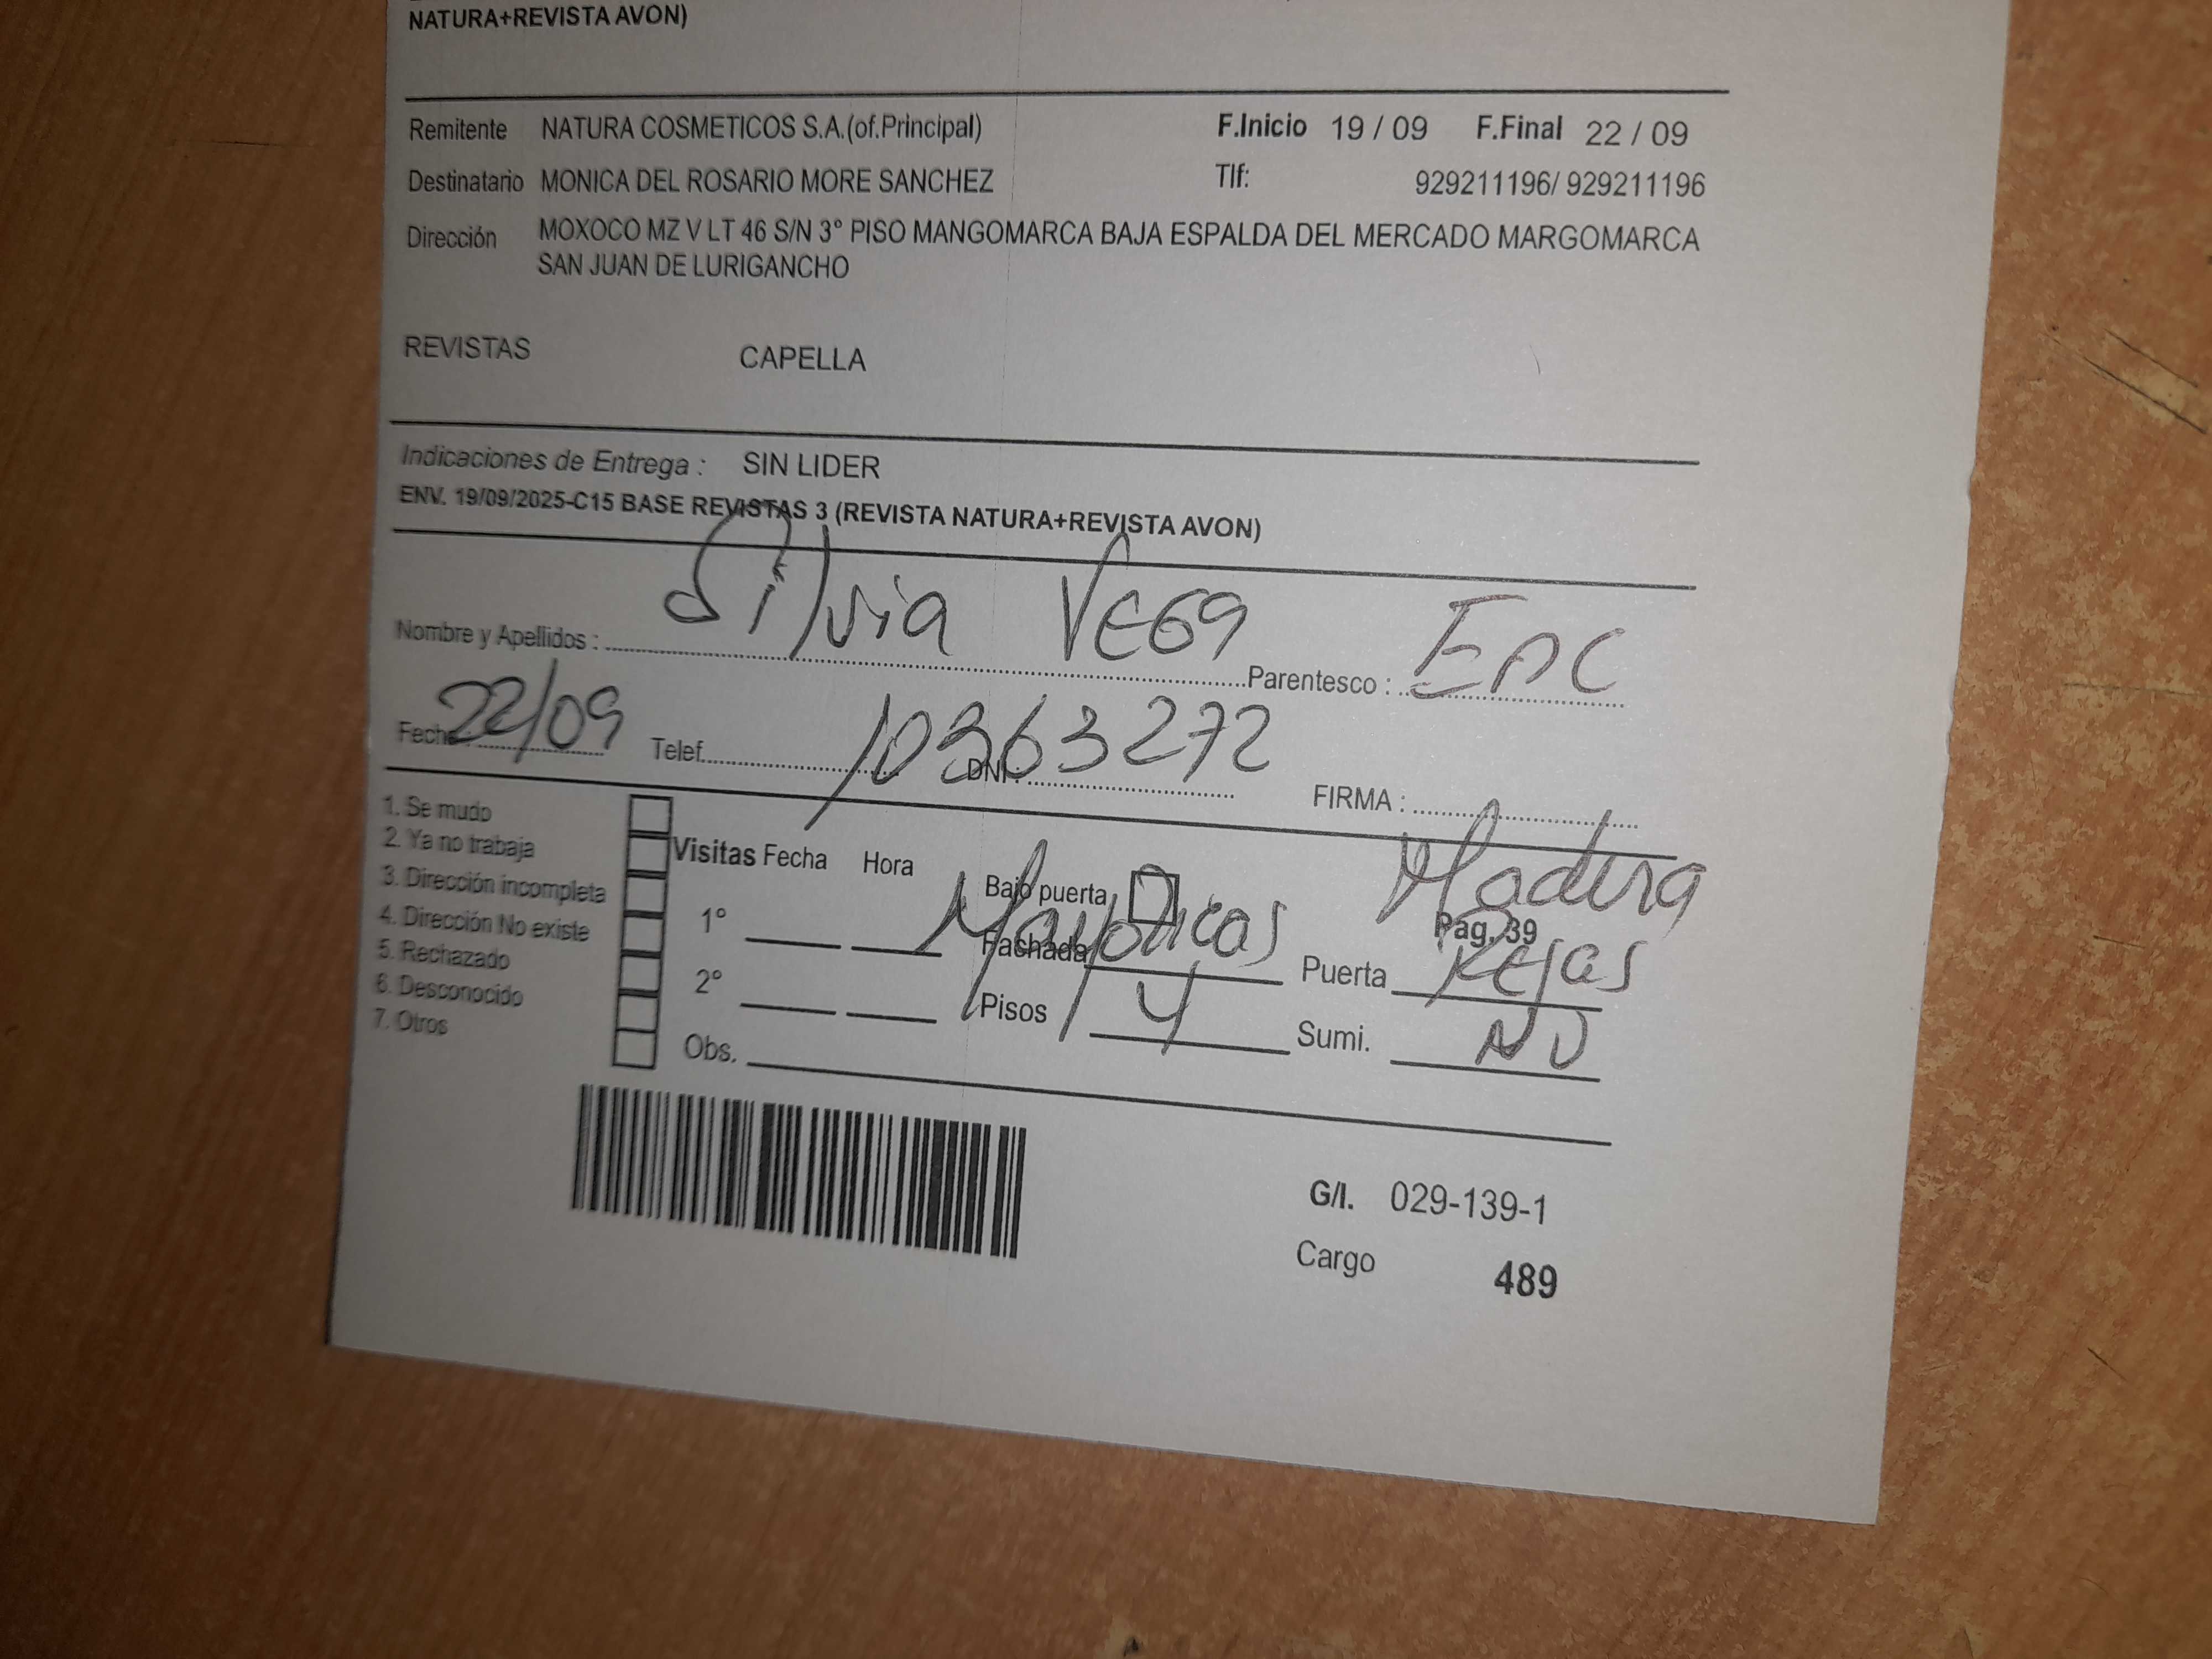 NATURA+REVISTA AVON)
Remitente NATURA COSMETICOS S.A.(of.Principal) F.Inicio 19 / 09 F.Final 22 / 09
Destinatario MONICA DEL ROSARIO MORE SANCHEZ Tlf: 929211196/ 929211196
Dirección MOXOCO MZ V LT 46 S/N 3° PISO MANGOMARCA BAJA ESPALDA DEL MERCADO MARGOMARCA
SAN JUAN DE LURIGANCHO
REVISTAS CAPELLA
Indicaciones de Entrega : SIN LIDER
ENV. 19/09/2025-C15 BASE REVISTAS 3 (REVISTA NATURA+REVISTA AVON)
Nombre y Apellidos : Silvia VEGA Parentesco : ENC
Fecha : 22/09 Telef. DNI : 10363272 FIRMA :
1. Se mudo
2. Ya no trabaja
3. Dirección incompleta
4. Dirección No existe
5. Rechazado
6. Desconocido
7. Otros
Visitas Fecha Hora
1°
2°
Obs.
Bajo puerta Madera
Pag. 39
Fachada Mayolicas Puerta Rejas
Pisos 4 Sumi. ND
G/I. 029-139-1
Cargo 489